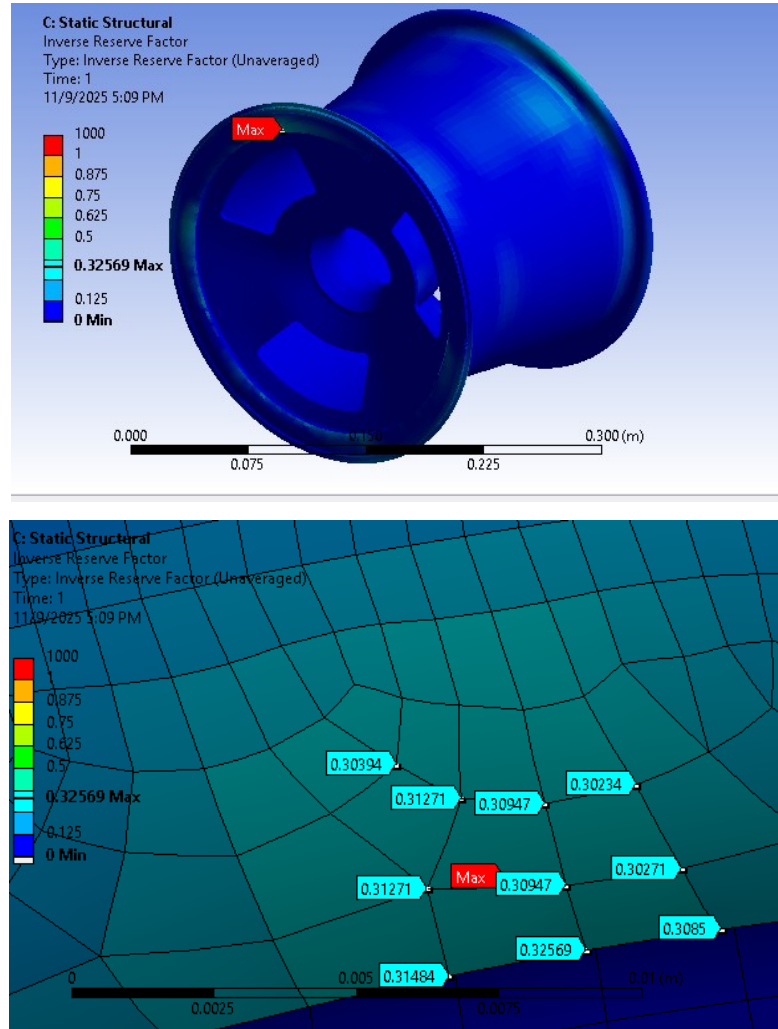 C: Static Structural
Inverse Reserve Factor
Type: Inverse Reserve Factor (Unaveraged)
Time: 1
11/9/2025 5:09 PM
Max
1000
1
0.875
0.75
0.625
0.5
0.32569 Max
0.125
0 Min
0.000
0.150
0.300 (m)
0.075
0.225
C: Static Structural
Inverse Reserve Factor
Type: Inverse Reserve Factor (Unaveraged)
Time: 1
11/9/2025 5:09 PM
1000
1
0.875
0.75
0.625
0.5
0.32569 Max
0.125
0 Min
0.30394
0.31271
0.30947
0.30234
0.31271
Max
0.30947
0.30271
0.31484
0.32569
0.3085
0
0.005
0.01 (m)
0.0025
0.0075